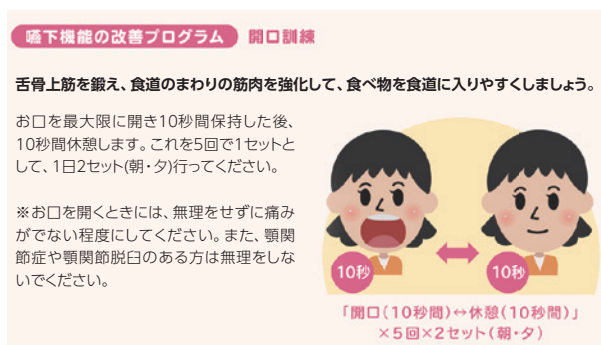 嚥下機能の改善プログラム 開口訓練
舌骨上筋を鍛え、食道のまわりの筋肉を強化して、食べ物を食道に入りやすくしましょう。
お口を最大限に開き10秒間保持した後、
10秒間休憩します。これを5回で1セットと
して、1日2セット(朝・夕)行ってください。
※お口を開くときには、無理をせずに痛み
がでない程度にしてください。また、顎関
節症や顎関節脱臼のある方は無理をしな
いでください。
10秒 10秒
「開口(10秒間)↔休憩(10秒間)」
×5回×2セット(朝・夕)